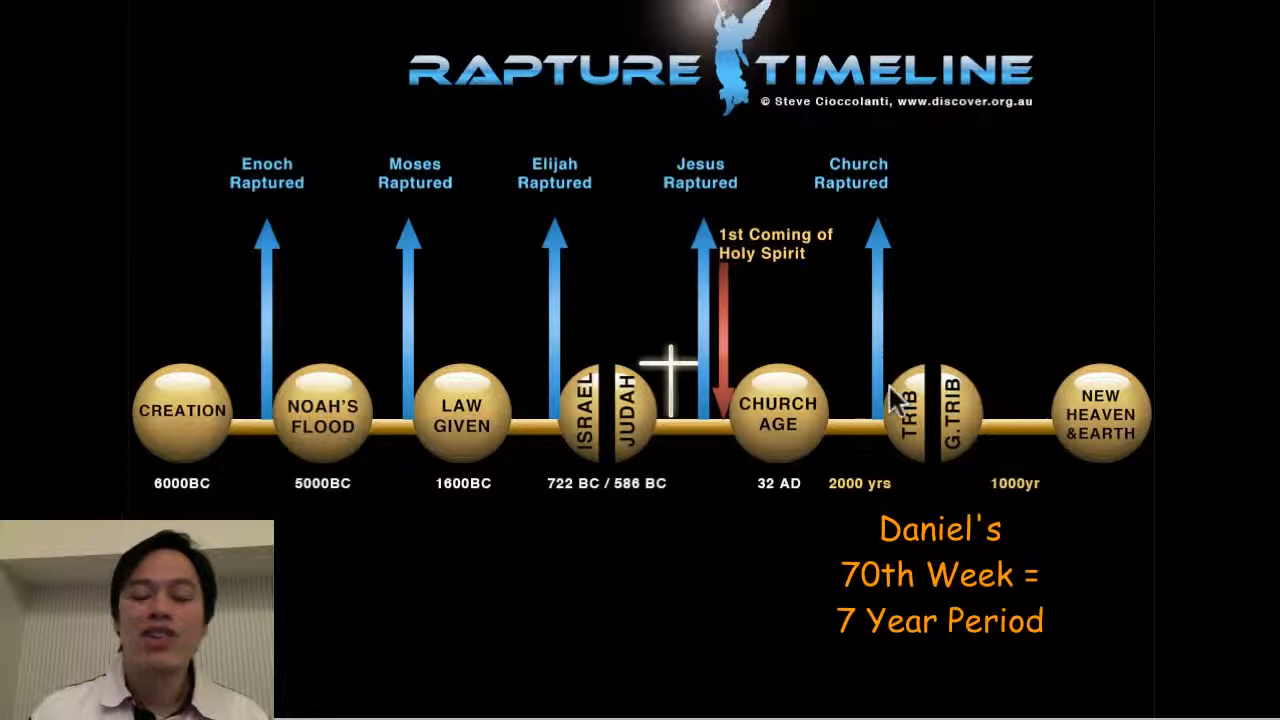 RAPTURE TIMELINE
© Steve Cioccolanti, www.discover.org.au
Enoch
Raptured
Moses
Raptured
Elijah
Raptured
Jesus
Raptured
Church
Raptured
1st Coming of
Holy Spirit
CREATION
NOAH'S
FLOOD
LAW
GIVEN
ISRAEL
JUDAH
CHURCH
AGE
TRIB
G.TRIB
NEW
HEAVEN
&EARTH
6000BC
5000BC
1600BC
722 BC / 586 BC
32 AD
2000 yrs
1000yr
Daniel's
70th Week =
7 Year Period